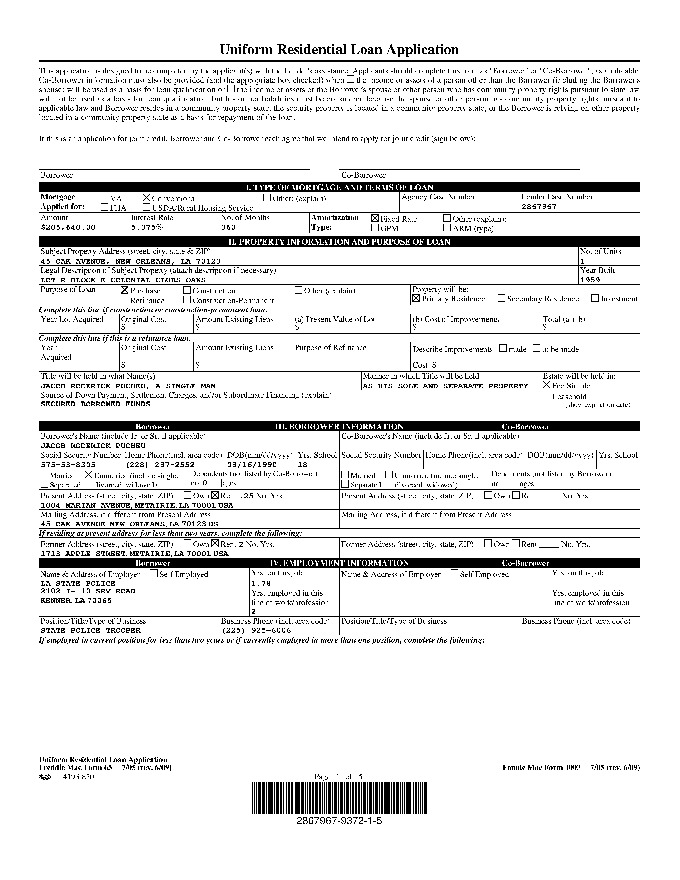 Uniform Residential Loan Application
This application is designed to be completed by the applicant(s) with the Lender's assistance. Applicants should complete this form as "Borrower" or "Co-Borrower", as applicable.
Co-Borrower information must also be provided (and the appropriate box checked) when the income or assets of a person other than the Borrower (including the Borrower's
spouse) will be used as a basis for loan qualification or the income or assets of the Borrower's spouse or other person who has community property rights pursuant to state law
will not be used as a basis for loan qualification, but his or her liabilities must be considered because the spouse or other person has community property rights pursuant to
applicable law and Borrower resides in a community property state, the security property is located in a community property state, or the Borrower is relying on other property
located in a community property state as a basis for repayment of the loan.
If this is an application for joint credit, Borrower and Co-Borrower each agree that we intend to apply for joint credit (sign below):
Borrower Co-Borrower
I. TYPE OF MORTGAGE AND TERMS OF LOAN
Mortgage VA Conventional Other (explain) Agency Case Number Lender Case Number
Applied for: FHA USDA/Rural Housing Service 2867967
Amount Interest Rate No. of Months Amortization Fixed Rate Other (explain):
$205,640.00 360 Type: GPM ARM (type)
II. PROPERTY INFORMATION AND PURPOSE OF LOAN
Subject Property Address (street, city, state & ZIP) No. of Units
45 OAK AVENUE, NEW ORLEANS, LA 70123 1
Legal Description of Subject Property (attach description if necessary) Year Built
LOT R BLOCK E COLONIAL CLUBS OAKS 1959
Purpose of Loan Purchase Construction Other (explain) Property will be:
Refinance Construction-Permanent Primary Residence Secondary Residence Investment
Complete this line if construction or construction-permanent loan.
Year Lot Acquired Original Cost Amount Existing Liens (a) Present Value of Lot (b) Cost of Improvements Total (a+b)
$ $ $ $ $
Complete this line if this is a refinance loan.
Year Acquired Original Cost Amount Existing Liens Purpose of Refinance Describe Improvements made to be made
$ $ Cost: $
Title will be held in what Name(s) Manner in which Title will be held Estate will be held in:
JACOB RODERICK PUCHEU, A SINGLE MAN AS HIS SOLE AND SEPARATE PROPERTY Fee Simple
Source of Down Payment, Settlement Charges, and/or Subordinate Financing (explain) Leasehold
SECURED BORROWED FUNDS (show expiration date)
Borrower III. BORROWER INFORMATION Co-Borrower
Borrower's Name (include Jr. or Sr. if applicable) Co-Borrower's Name (include Jr. or Sr. if applicable)
JACOB RODERICK PUCHEU
Social Security Number Home Phone (incl. area code) DOB (mm/dd/yyyy) Yrs. School Social Security Number Home Phone (incl. area code) DOB (mm/dd/yyyy) Yrs. School
575-53-8205 (228) 237-2552 03/16/1990 18
Married Unmarried (include single, Dependents (not listed by Co-Borrower) Married Unmarried (include single, Dependents (not listed by Borrower)
Separated divorced, widowed) no. 0 ages Separated divorced, widowed) no. ages
Present Address (street, city, state, ZIP) Own Rent .25 No. Yrs. Present Address (street, city, state, ZIP) Own Rent No. Yrs.
1004 MARIAN AVENUE, METAIRIE, LA 70001 USA
Mailing Address, if different from Present Address Mailing Address, if different from Present Address
45 OAK AVENUE NEW ORLEANS, LA 70123 US
If residing at present address for less than two years, complete the following:
Former Address (street, city, state, ZIP) Own Rent 2 No. Yrs. Former Address (street, city, state, ZIP) Own Rent No. Yrs.
1713 APPLE STREET, METAIRIE, LA 70001 USA
Borrower IV. EMPLOYMENT INFORMATION Co-Borrower
Name & Address of Employer Self Employed Yrs. on this job Name & Address of Employer Self Employed Yrs. on this job
LA STATE POLICE 1.78
2102 I-10 SRV ROAD Yrs. employed in this Yrs. employed in this
KENNER, LA 70065 line of work/profession line of work/profession
2
Position/Title/Type of Business Business Phone (incl. area code) Position/Title/Type of Business Business Phone (incl. area code)
STATE POLICE TROOPER (225) 925-6006
If employed in current position for less than two years or if currently employed in more than one position, complete the following:
Uniform Residential Loan Application
Freddie Mac Form 65 7/05 (rev. 6/09) Fannie Mae Form 1003 7/05 (rev. 6/09)
Page 1 of 5
2867967-9372-1-5